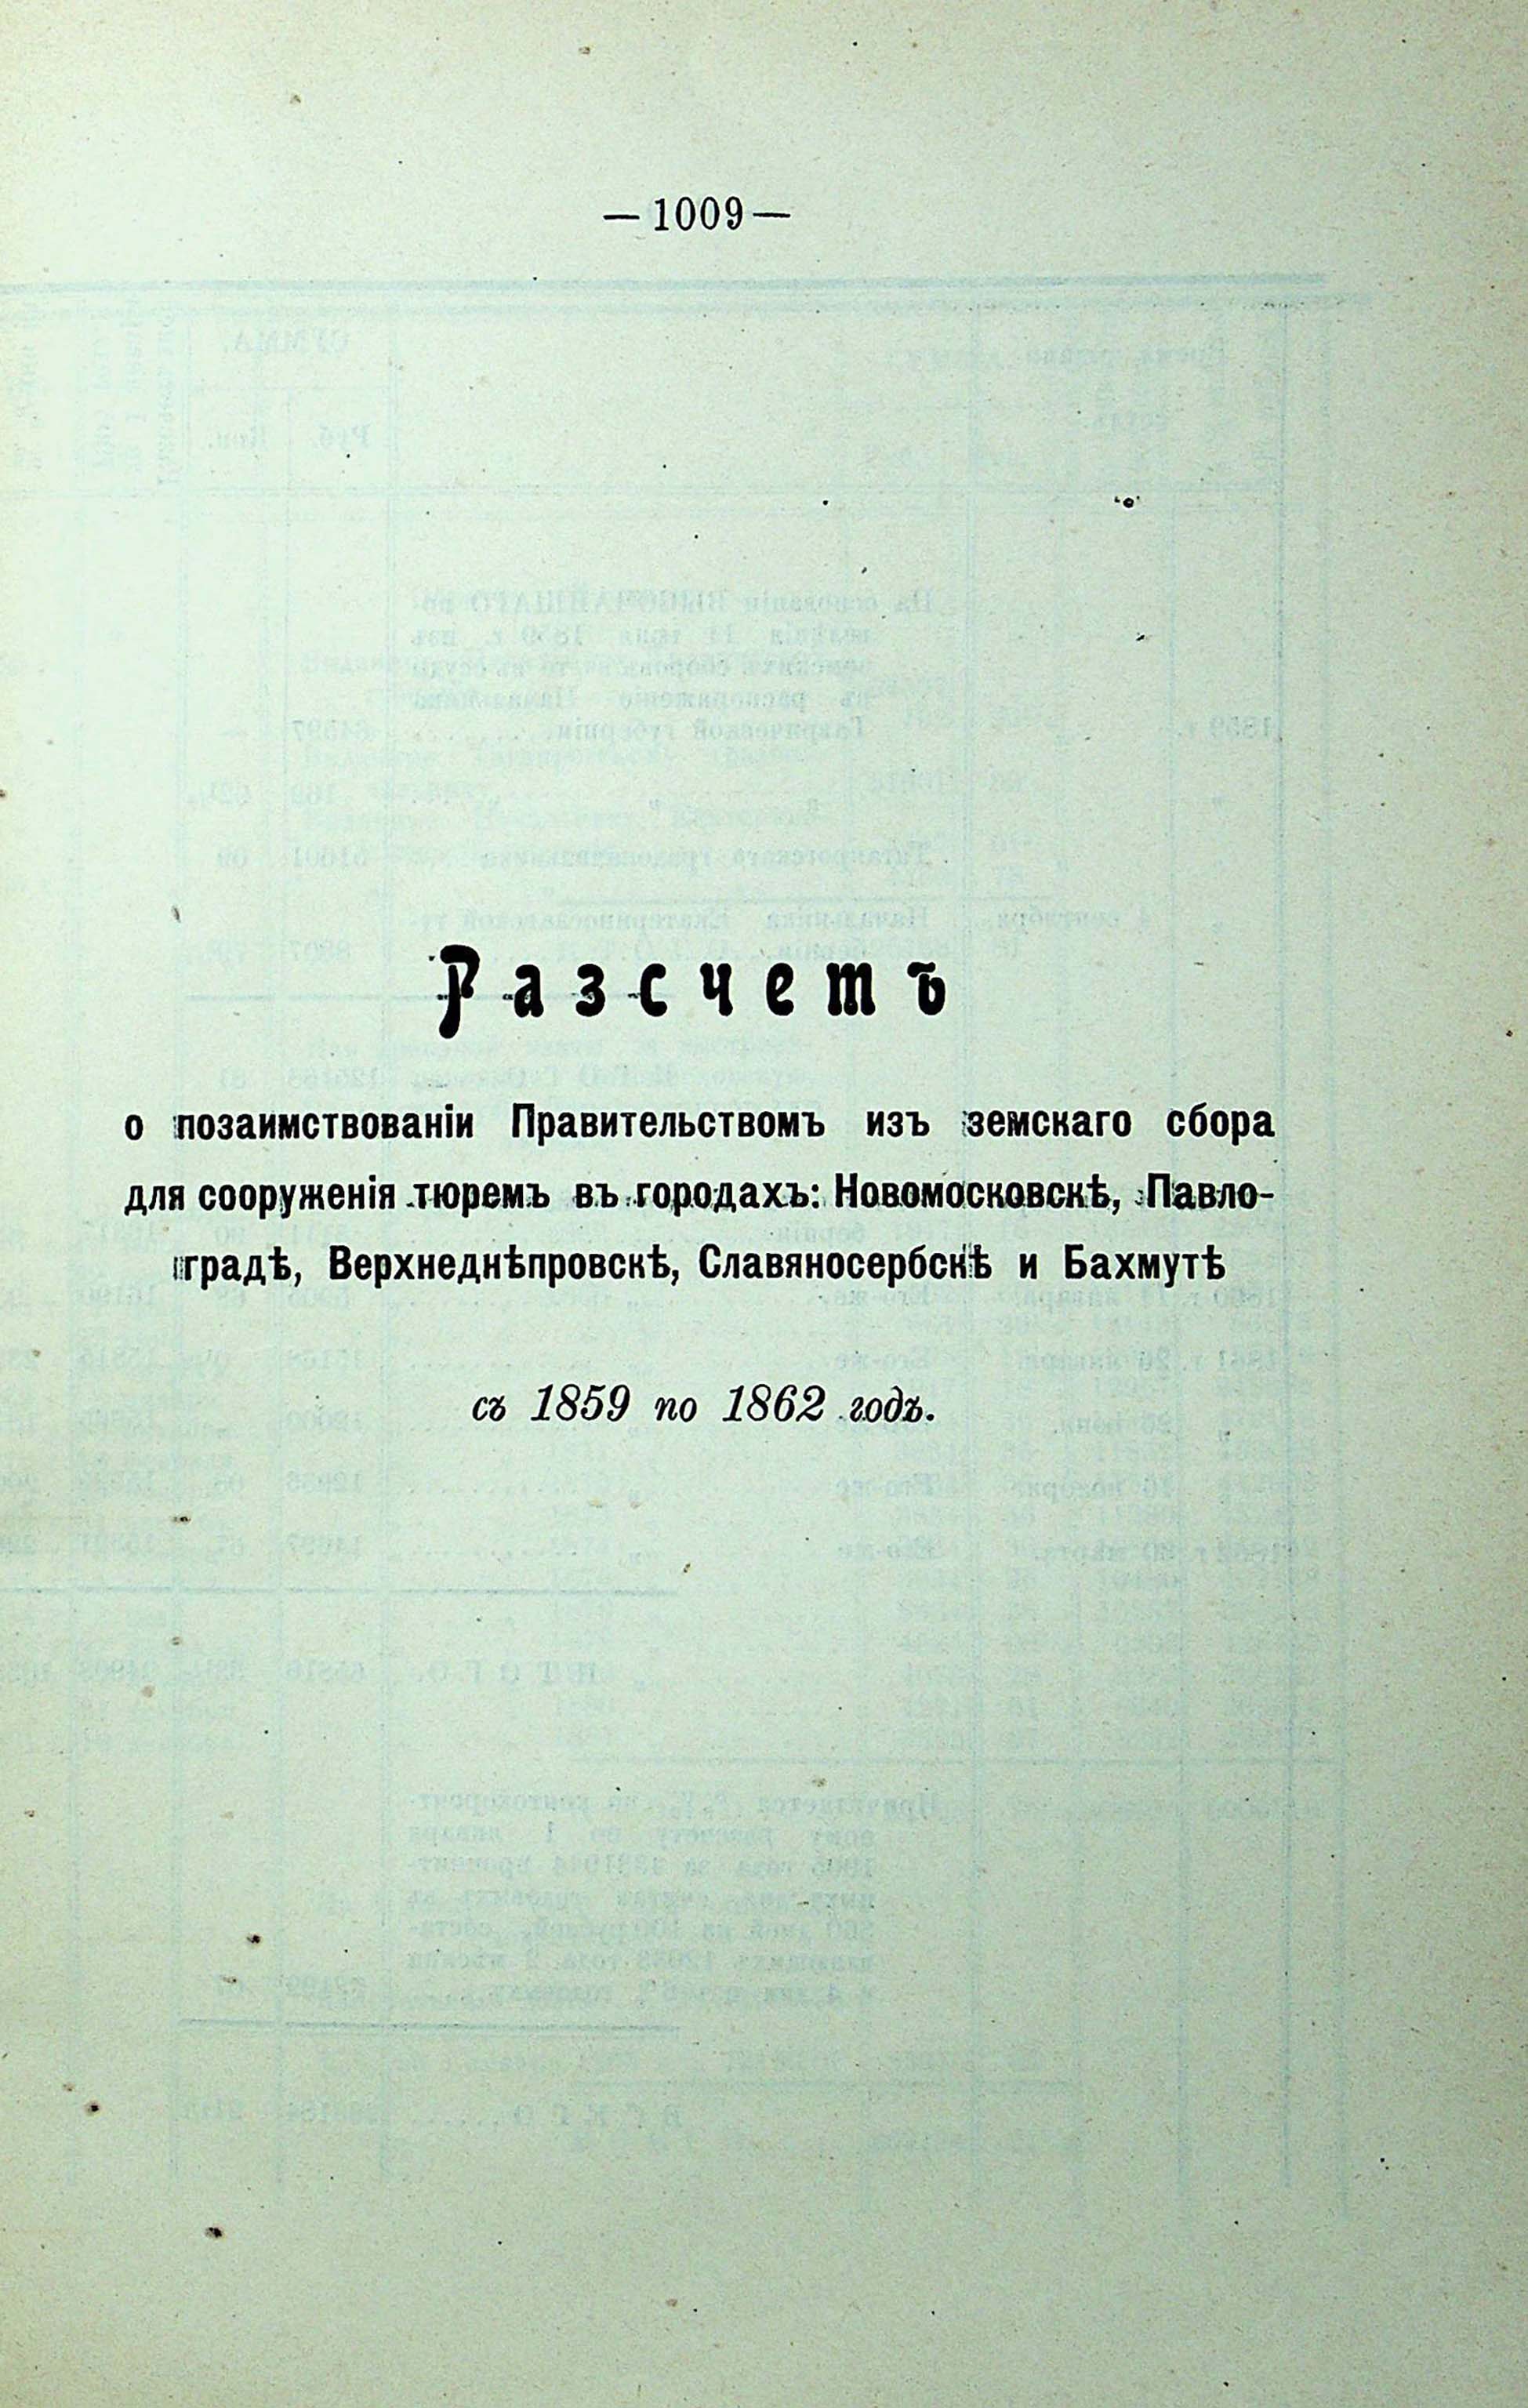 — 1009 —
Разсчетъ
о позаимствованіи Правительствомъ изъ земскаго сбора
для сооруженія тюремъ въ городахъ: Новомосковскѣ, Павло-
градѣ, Верхнеднѣпровскѣ, Славяносербскѣ и Бахмутѣ
съ 1859 по 1862 годъ.